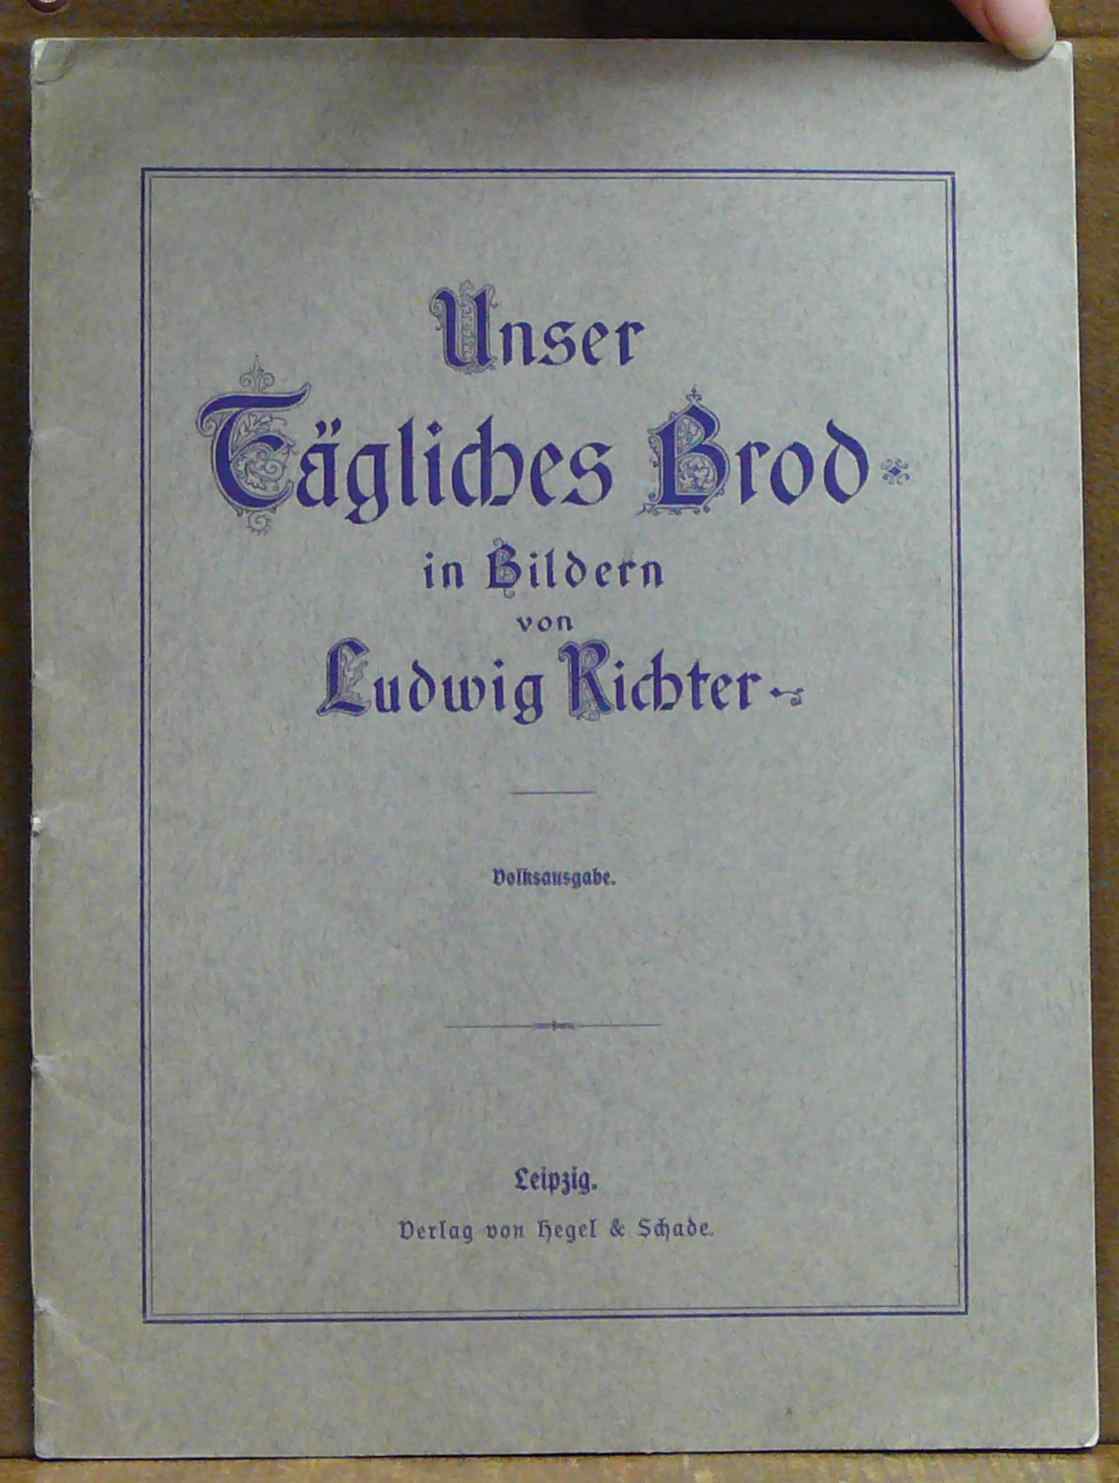 Unser
Tägliches Brod
in Bildern
von
Ludwig Richter
Volksausgabe.
Leipzig.
Verlag von Hegel & Schade.